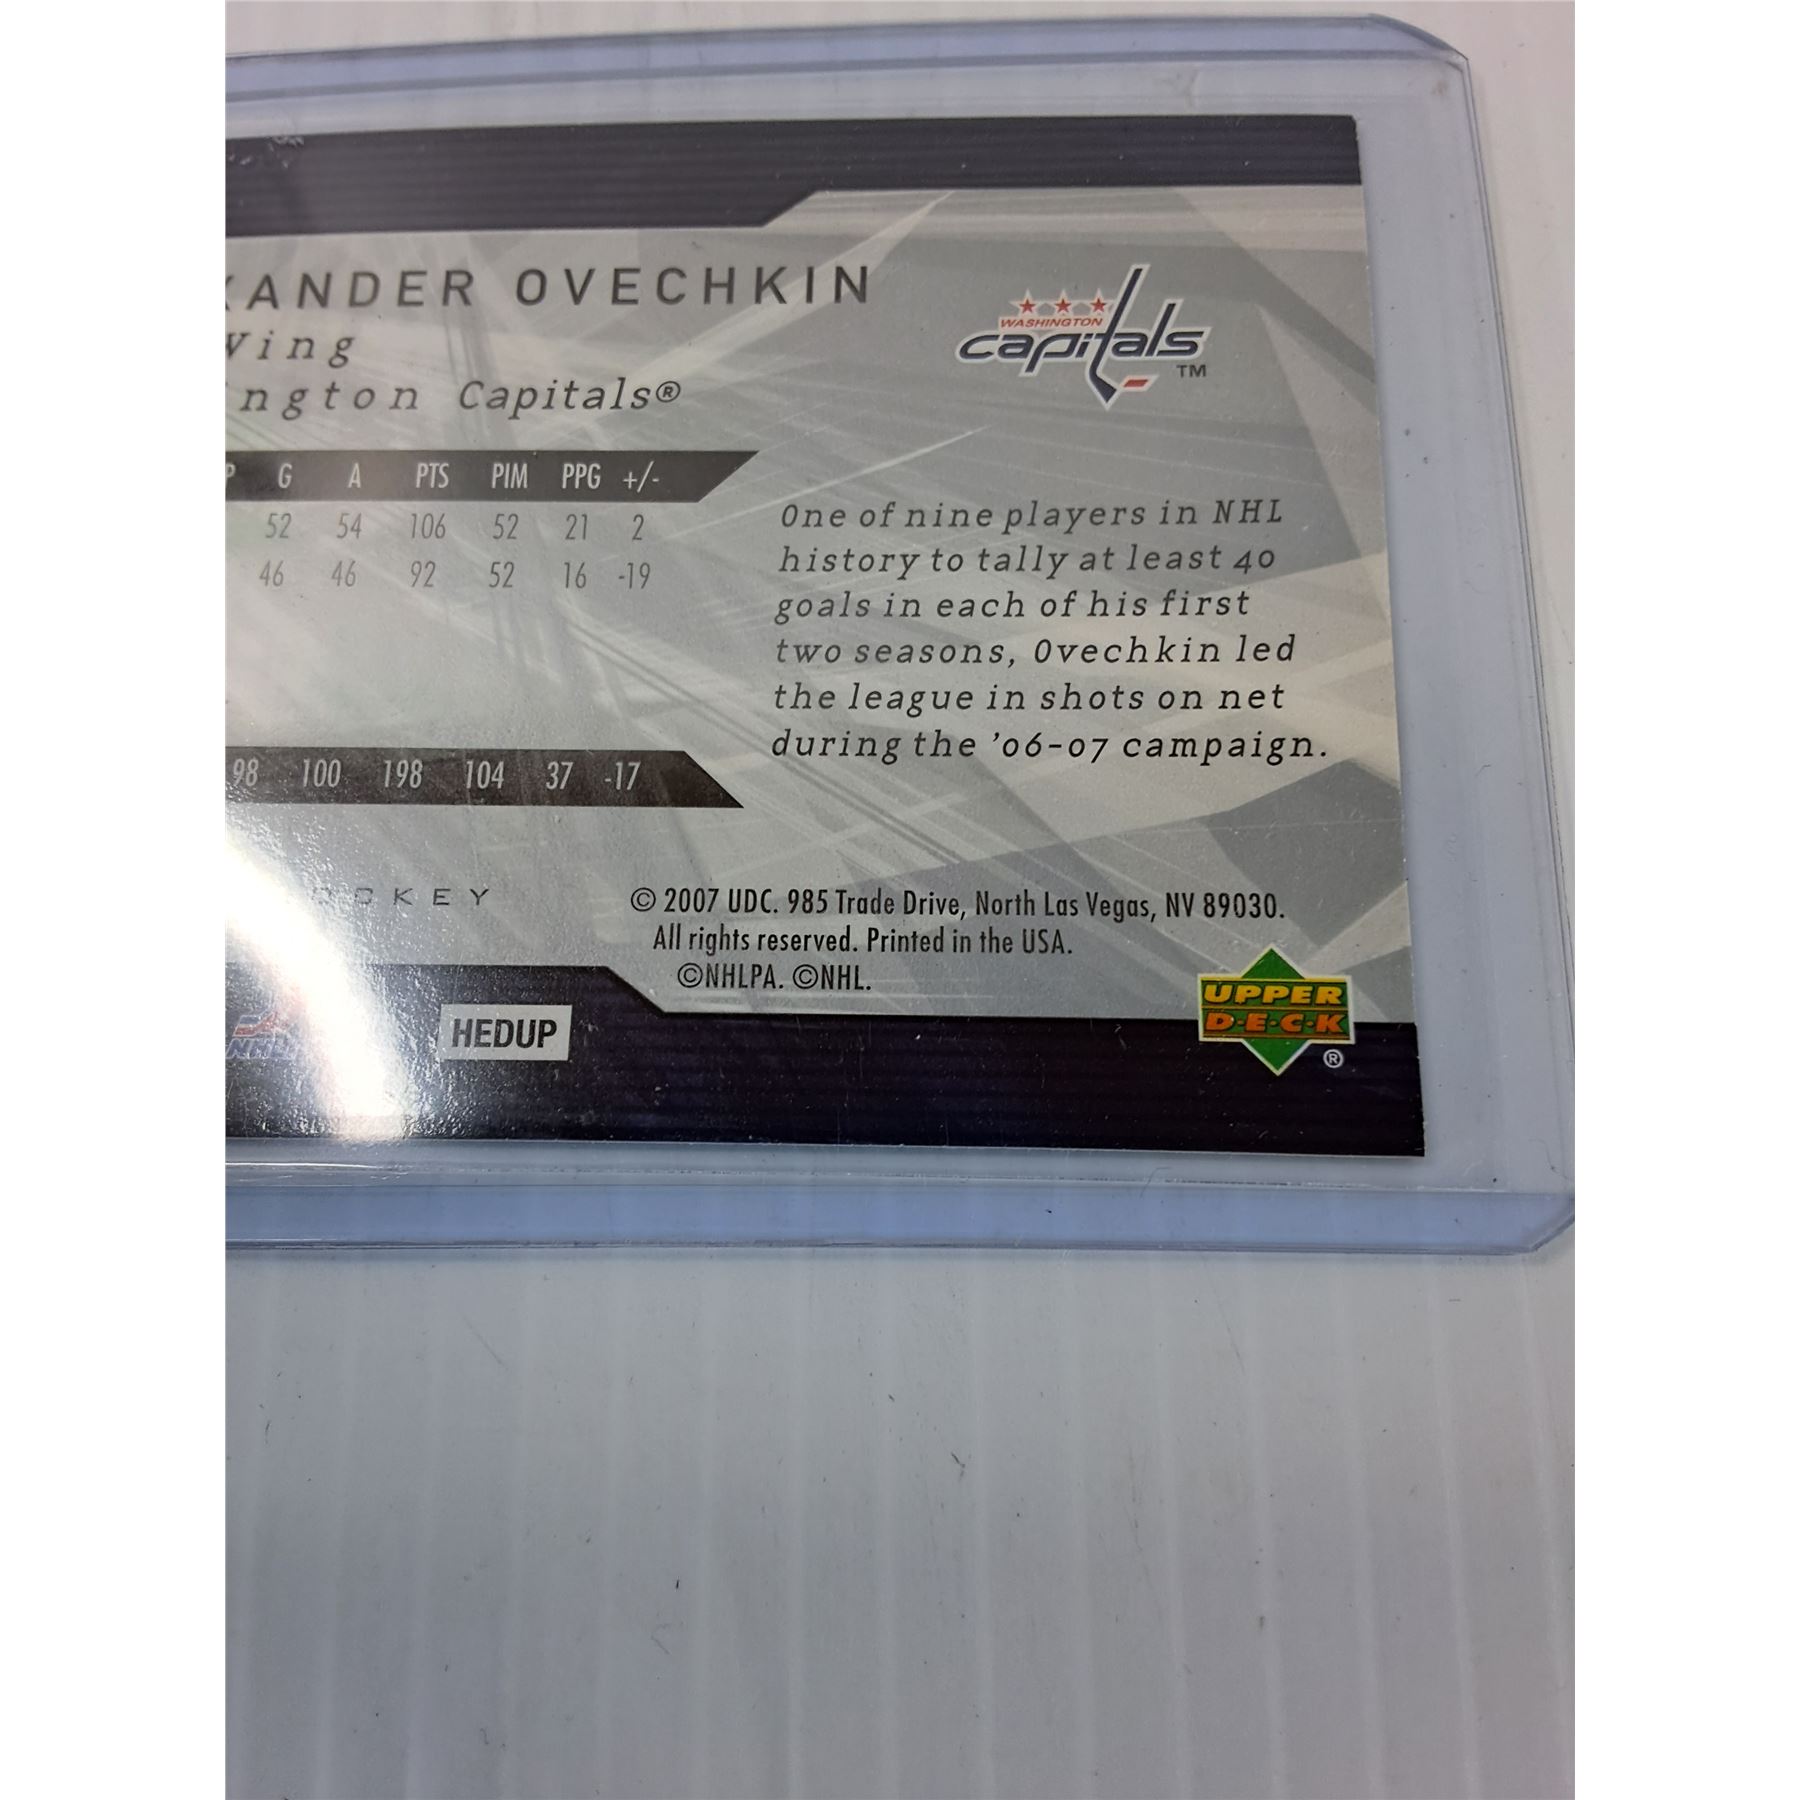 XANDER OVECHKIN
Wing
ngton Capitals®
WASHINGTON
capitals
TM
P G A PTS PIM PPG +/-
52 54 106 52 21 2
46 46 92 52 16 -19
98 100 198 104 37 -17
One of nine players in NHL
history to tally at least 40
goals in each of his first
two seasons, Ovechkin led
the league in shots on net
during the '06-07 campaign.
OCKEY
© 2007 UDC. 985 Trade Drive, North Las Vegas, NV 89030.
All rights reserved. Printed in the USA.
©NHLPA. ©NHL.
NHL
HEDUP
UPPER
D·E·C·K
®